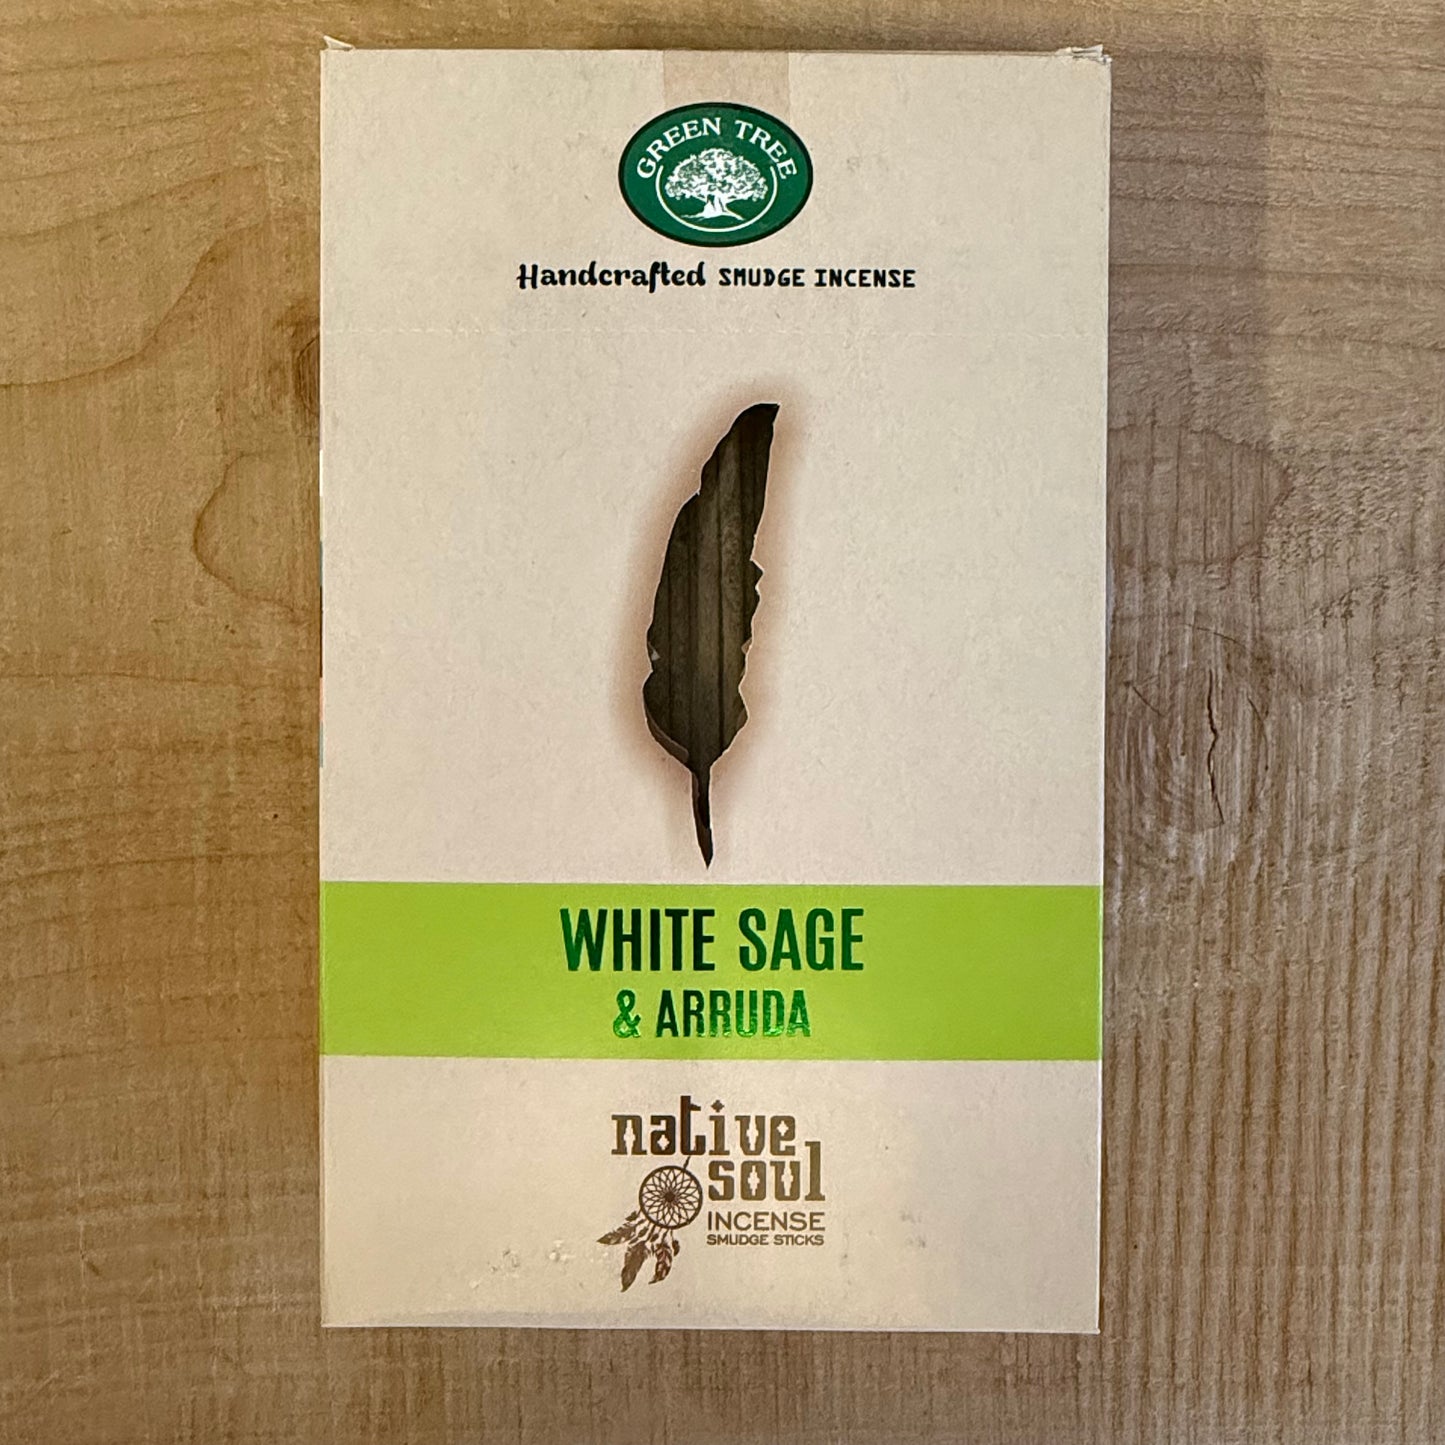 GREEN TREE
Handcrafted SMUDGE INCENSE
WHITE SAGE
& ARRUDA
native
soul
INCENSE
SMUDGE STICKS